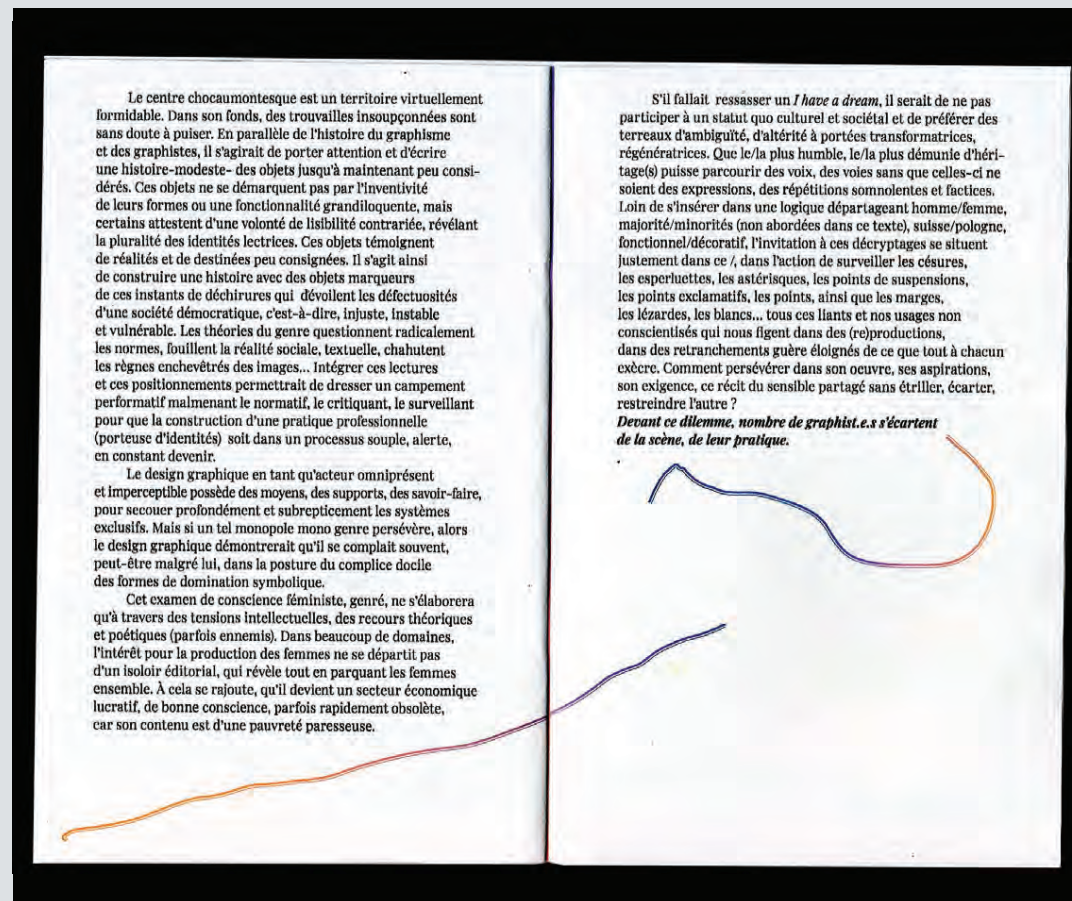 Le centre chocaumontesque est un territoire virtuellement
formidable. Dans son fonds, des trouvailles insoupçonnées sont
sans doute à puiser. En parallèle de l'histoire du graphisme
et des graphistes, il s'agirait de porter attention et d'écrire
une histoire-modeste- des objets jusqu'à maintenant peu consi-
dérés. Ces objets ne se démarquent pas par l'inventivité
de leurs formes ou une fonctionnalité grandiloquente, mais
certains attestent d'une volonté de lisibilité contrariée, révélant
la pluralité des identités lectrices. Ces objets témoignent
de réalités et de destinées peu consignées. Il s'agit ainsi
de construire une histoire avec des objets marqueurs
de ces instants de déchirures qui dévoilent les défectuosités
d'une société démocratique, c'est-à-dire, injuste, instable
et vulnérable. Les théories du genre questionnent radicalement
les normes, fouillent la réalité sociale, textuelle, chahutent
les règnes enchevêtrés des images... Intégrer ces lectures
et ces positionnements permettrait de dresser un campement
performatif malmenant le normatif, le critiquant, le surveillant
pour que la construction d'une pratique professionnelle
(porteuse d'identités) soit dans un processus souple, alerte,
en constant devenir.
Le design graphique en tant qu'acteur omniprésent
et imperceptible possède des moyens, des supports, des savoir-faire,
pour secouer profondément et subrepticement les systèmes
exclusifs. Mais si un tel monopole mono genre persévère, alors
le design graphique démontrerait qu'il se complait souvent,
peut-être malgré lui, dans la posture du complice docile
des formes de domination symbolique.
Cet examen de conscience féministe, genré, ne s'élaborera
qu'à travers des tensions intellectuelles, des recours théoriques
et poétiques (parfois ennemis). Dans beaucoup de domaines,
l'intérêt pour la production des femmes ne se départit pas
d'un isoloir éditorial, qui révèle tout en parquant les femmes
ensemble. À cela se rajoute, qu'il devient un secteur économique
lucratif, de bonne conscience, parfois rapidement obsolète,
car son contenu est d'une pauvreté paresseuse.
S'il fallait ressasser un I have a dream, il serait de ne pas
participer à un statut quo culturel et sociétal et de préférer des
terreaux d'ambiguïté, d'altérité à portées transformatrices,
régénératrices. Que le/la plus humble, le/la plus démunie d'héri-
tage(s) puisse parcourir des voix, des voies sans que celles-ci ne
soient des expressions, des répétitions somnolentes et factices.
Loin de s'insérer dans une logique départageant homme/femme,
majorité/minorités (non abordées dans ce texte), suisse/pologne,
fonctionnel/décoratif, l'invitation à ces décryptages se situent
justement dans ce /, dans l'action de surveiller les césures,
les esperluettes, les astérisques, les points de suspensions,
les points exclamatifs, les points, ainsi que les marges,
les lézardes, les blancs... tous ces liants et nos usages non
conscientisés qui nous figent dans des (re)productions,
dans des retranchements guère éloignés de ce que tout à chacun
exècre. Comment persévérer dans son oeuvre, ses aspirations,
son exigence, ce récit du sensible partagé sans étriller, écarter,
restreindre l'autre ?
Devant ce dilemme, nombre de graphist.e.s s'écartent
de la scène, de leur pratique.